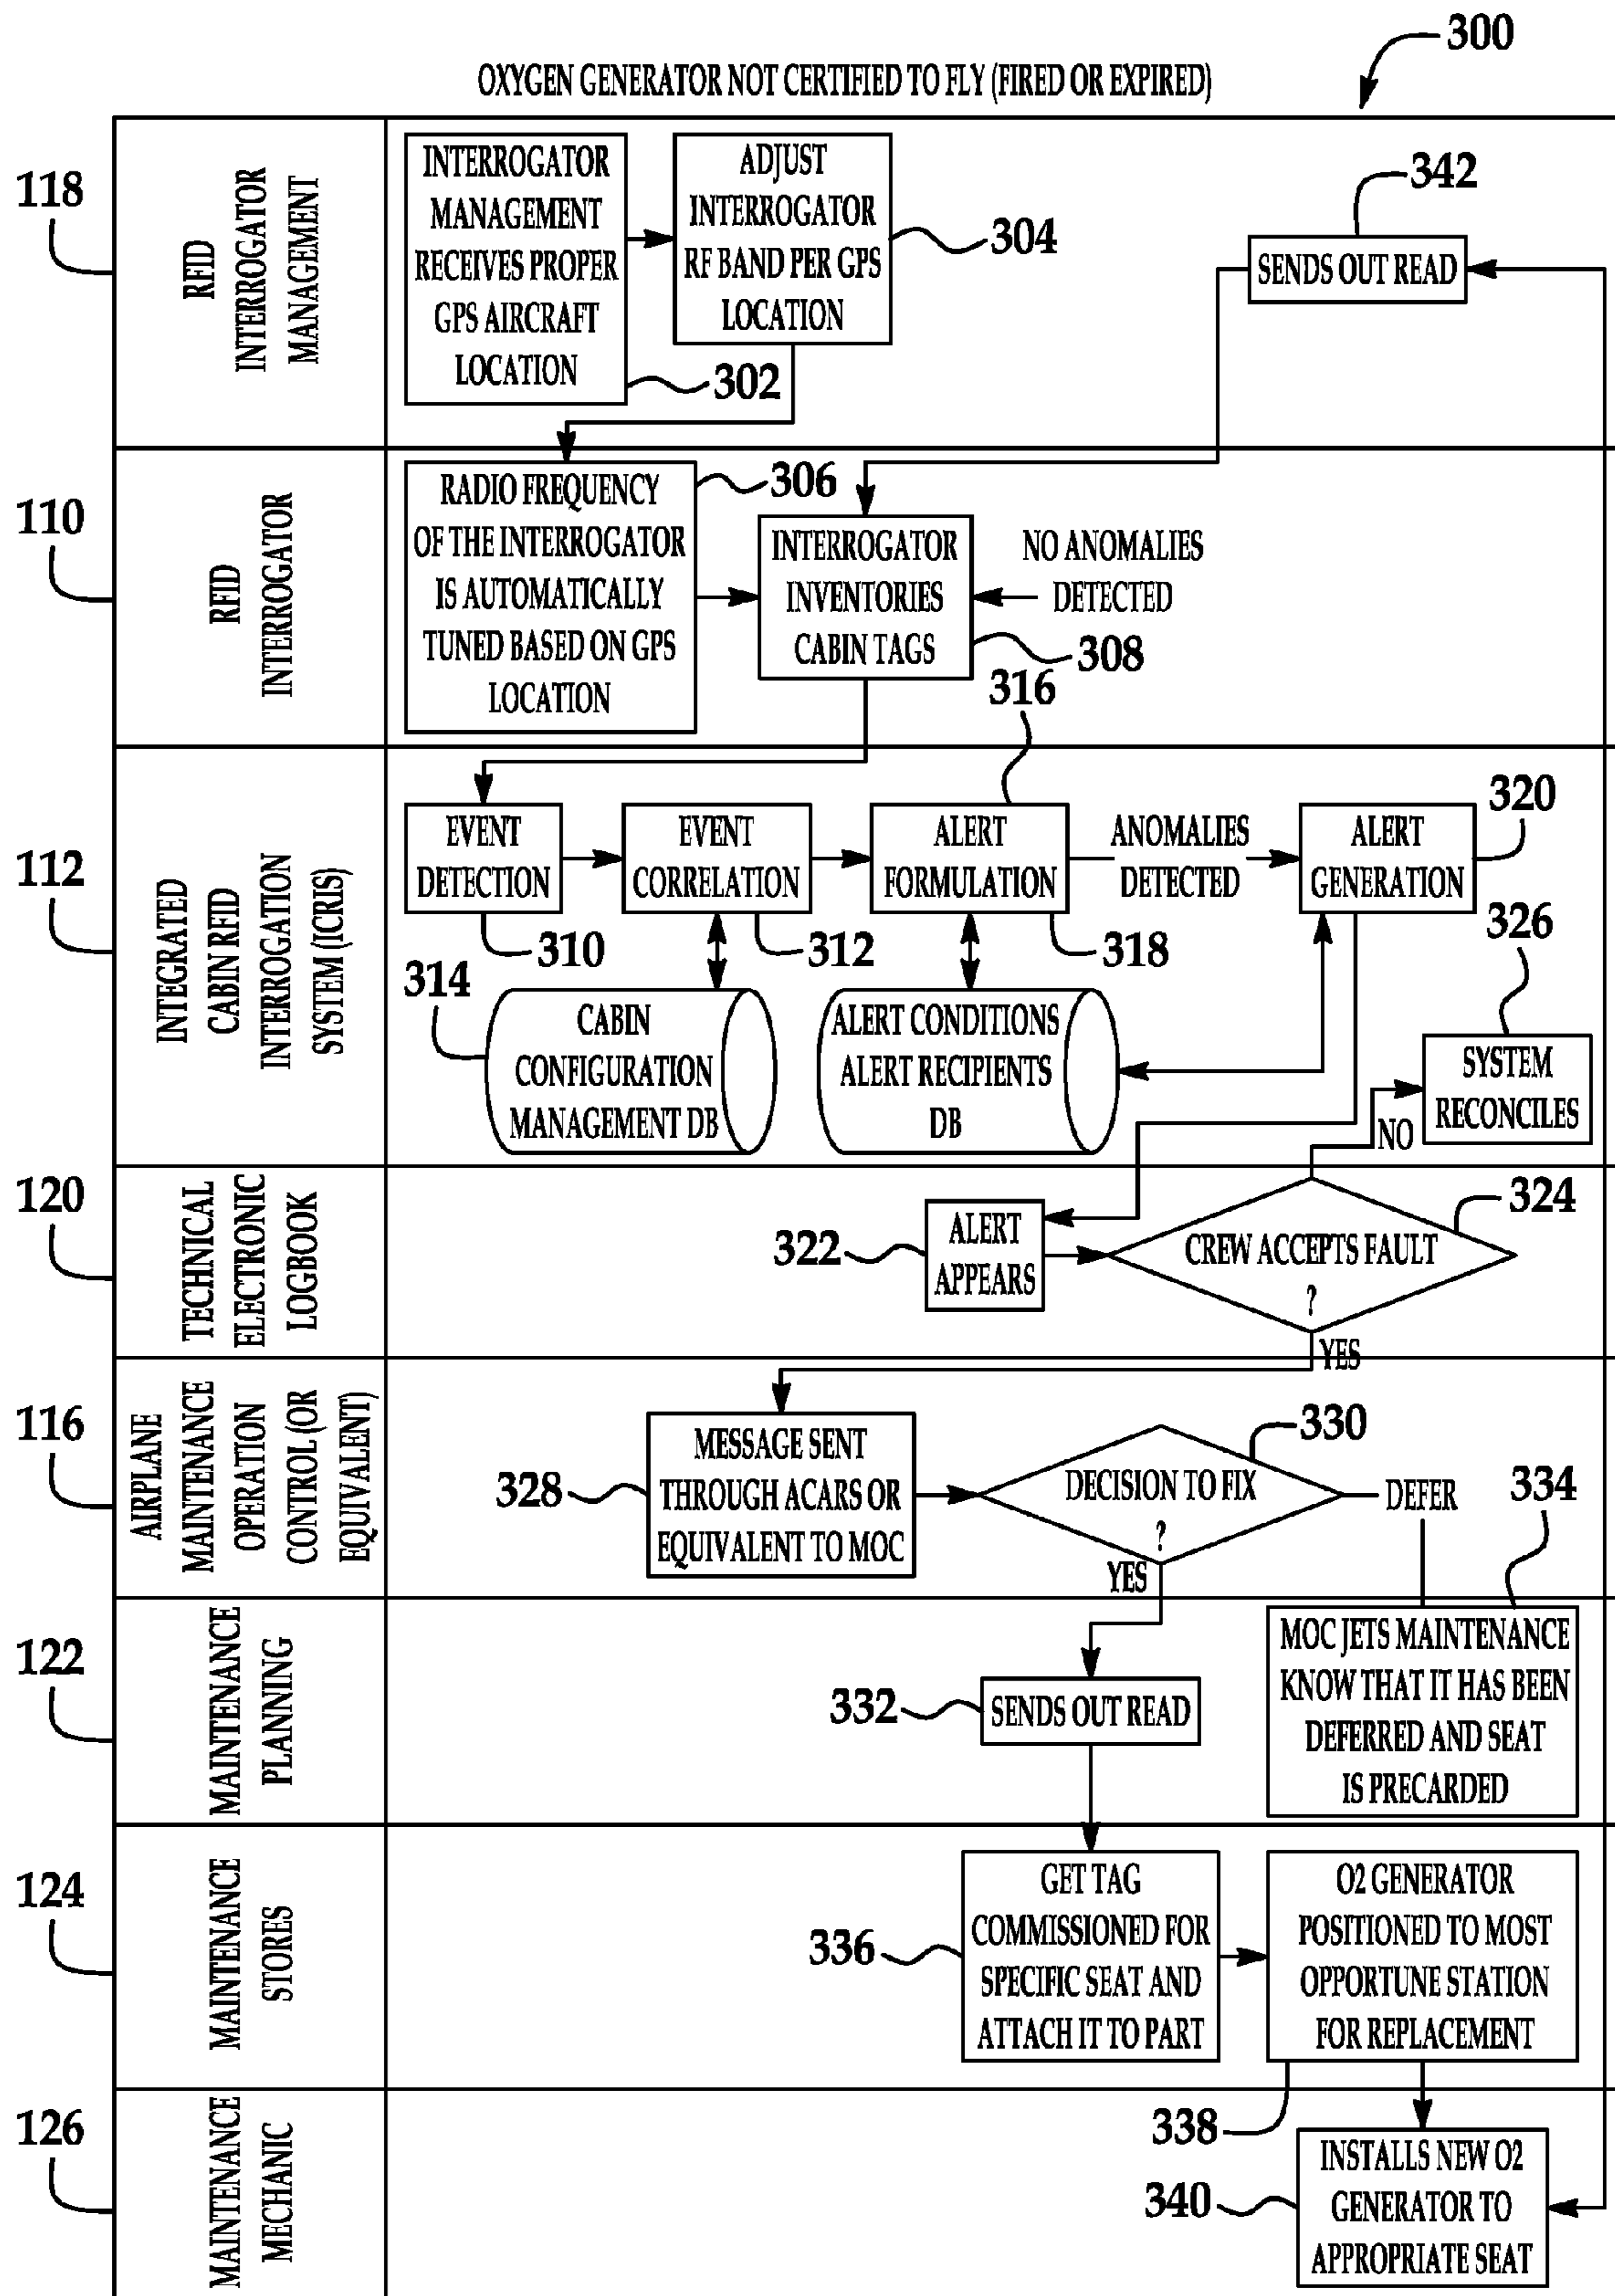 300
OXYGEN GENERATOR NOT CERTIFIED TO FLY (FIRED OR EXPIRED)
118
RFID
INTERROGATOR
MANAGEMENT
INTERROGATOR
MANAGEMENT
RECEIVES PROPER
GPS AIRCRAFT
LOCATION
302
ADJUST
INTERROGATOR
RF BAND PER GPS
LOCATION
304
342
SENDS OUT READ
110
RFID
INTERROGATOR
RADIO FREQUENCY
OF THE INTERROGATOR
IS AUTOMATICALLY
TUNED BASED ON GPS
LOCATION
306
INTERROGATOR
INVENTORIES
CABIN TAGS
308
NO ANOMALIES
DETECTED
316
112
INTEGRATED
CABIN RFID
INTERROGATION
SYSTEM (ICRIS)
EVENT
DETECTION
310
EVENT
CORRELATION
312
ALERT
FORMULATION
318
ANOMALIES
DETECTED
ALERT
GENERATION
320
326
314
CABIN
CONFIGURATION
MANAGEMENT DB
ALERT CONDITIONS
ALERT RECIPIENTS
DB
SYSTEM
RECONCILES
NO
120
TECHNICAL
ELECTRONIC
LOGBOOK
322
ALERT
APPEARS
CREW ACCEPTS FAULT
?
324
YES
116
AIRPLANE
MAINTENANCE
OPERATION
CONTROL (OR
EQUIVALENT)
328
MESSAGE SENT
THROUGH ACARS OR
EQUIVALENT TO MOC
DECISION TO FIX
?
330
DEFER
334
YES
122
MAINTENANCE
PLANNING
332
SENDS OUT READ
MOC JETS MAINTENANCE
KNOW THAT IT HAS BEEN
DEFERRED AND SEAT
IS PRECARDED
124
MAINTENANCE
STORES
336
GET TAG
COMMISSIONED FOR
SPECIFIC SEAT AND
ATTACH IT TO PART
O2 GENERATOR
POSITIONED TO MOST
OPPORTUNE STATION
FOR REPLACEMENT
338
126
MAINTENANCE
MECHANIC
340
INSTALLS NEW O2
GENERATOR TO
APPROPRIATE SEAT